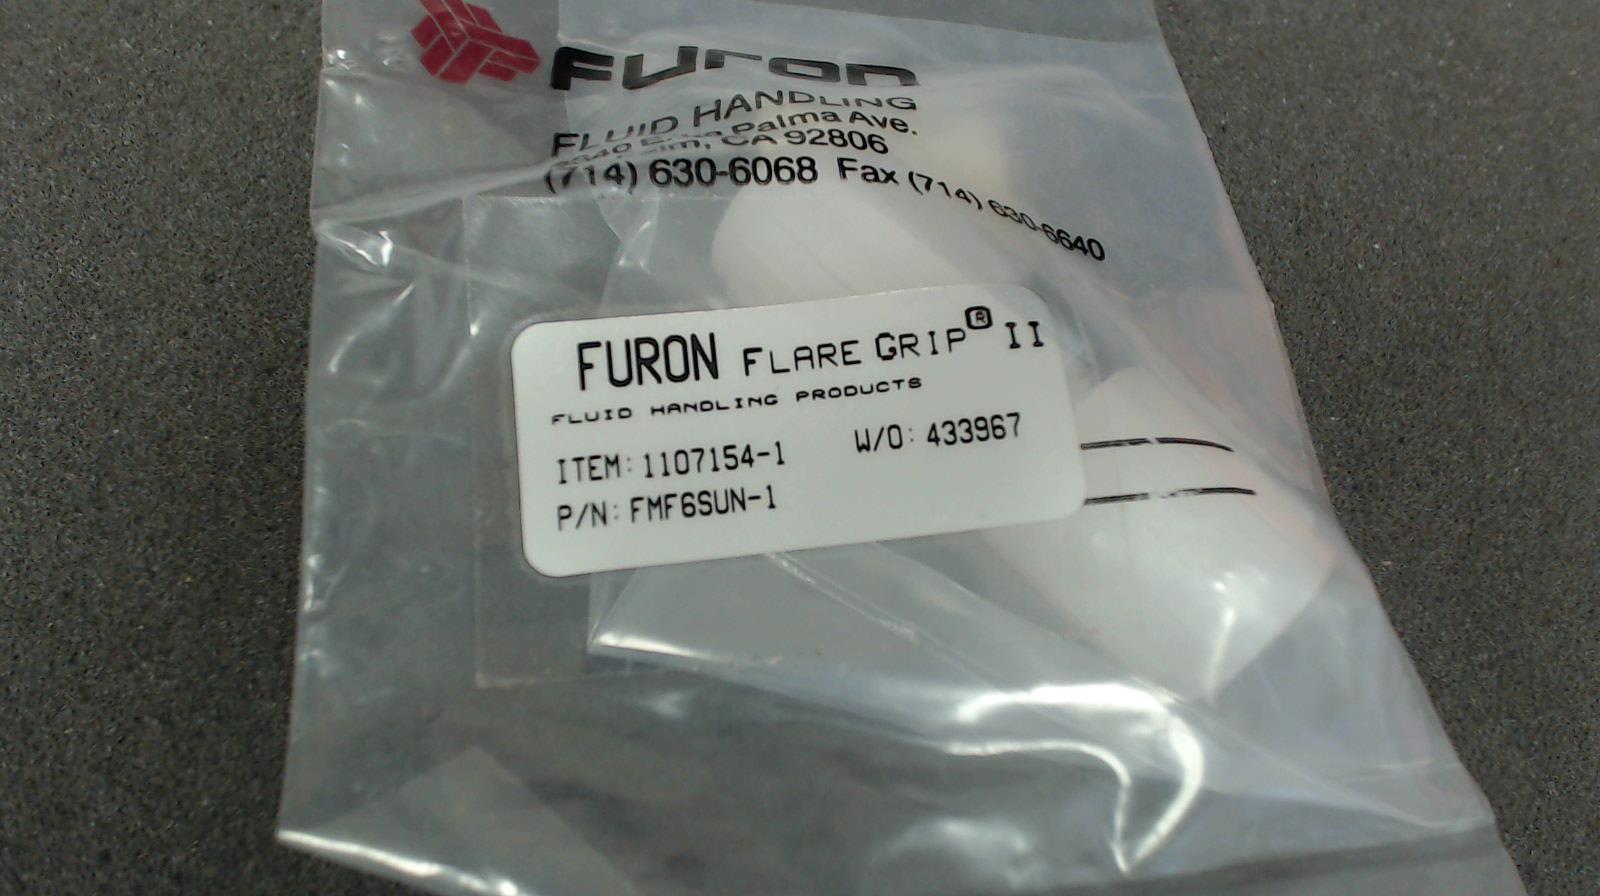 Furon
FLUID HANDLING
Palma Ave.
CA 92806
(714) 630-6068 Fax (714) 630-6640
FURON FLARE GRIP® II
FLUID HANDLING PRODUCTS
ITEM: 1107154-1 W/O: 433967
P/N: FMF6SUN-1